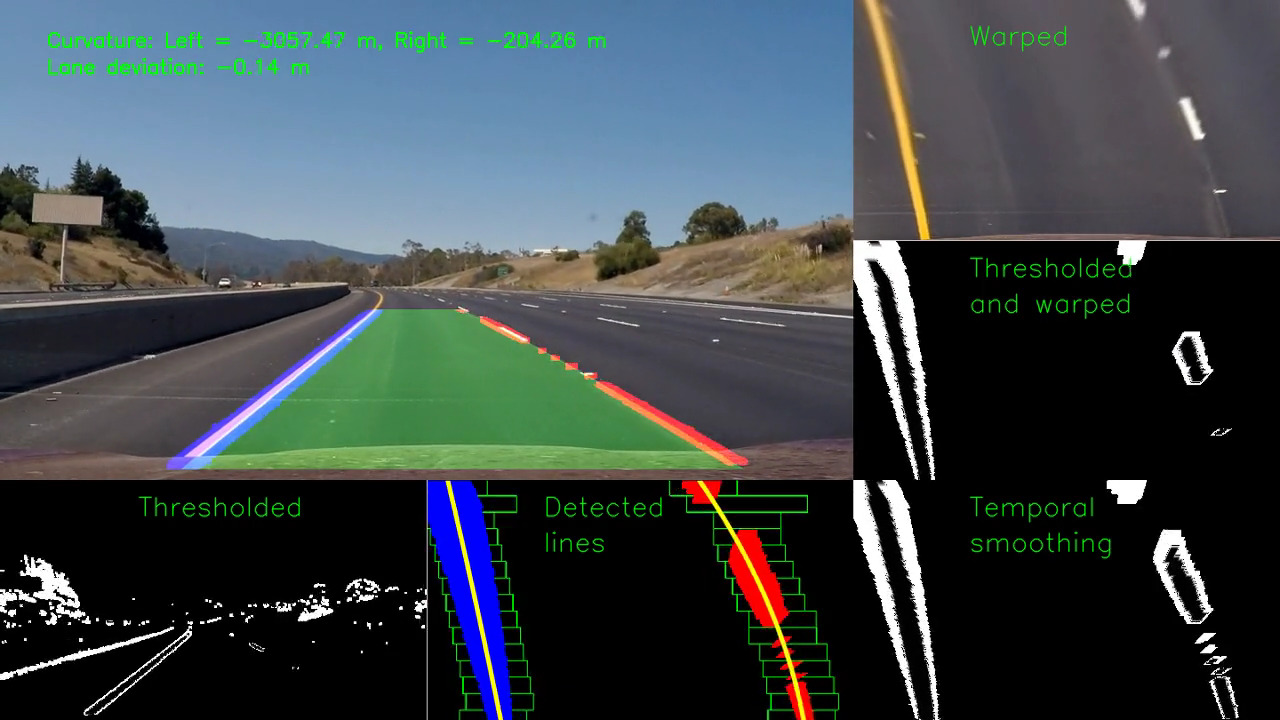 Curvature: Left = -3057.47 m, Right = -204.26 m
Lane deviation: -0.14 m
Warped
Thresholded
and warped
Thresholded
Detected
lines
Temporal
smoothing